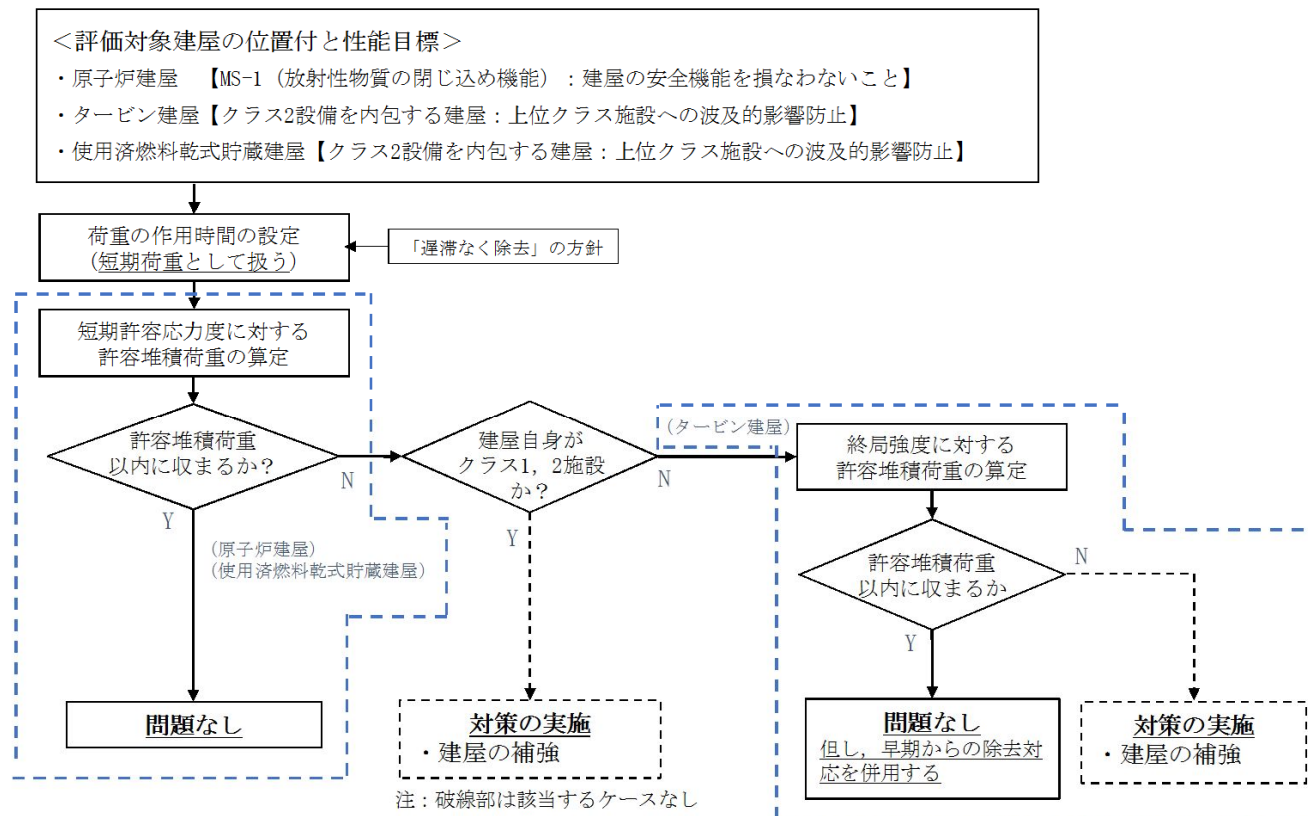 ＜評価対象建屋の位置付と性能目標＞
・原子炉建屋　【MS-1（放射性物質の閉じ込め機能）：建屋の安全機能を損なわないこと】
・タービン建屋【クラス2設備を内包する建屋：上位クラス施設への波及的影響防止】
・使用済燃料乾式貯蔵建屋【クラス2設備を内包する建屋：上位クラス施設への波及的影響防止】
荷重の作用時間の設定
(短期荷重として扱う)
「遅滞なく除去」の方針
短期許容応力度に対する
許容堆積荷重の算定
許容堆積荷重
以内に収まるか？
N
Y
(原子炉建屋)
(使用済燃料乾式貯蔵建屋)
問題なし
建屋自身が
クラス1，2施設
か？
N
Y
対策の実施
・建屋の補強
注：破線部は該当するケースなし
(タービン建屋)
終局強度に対する
許容堆積荷重の算定
許容堆積荷重
以内に収まるか
N
Y
問題なし
但し，早期からの除去対
応を併用する
対策の実施
・建屋の補強